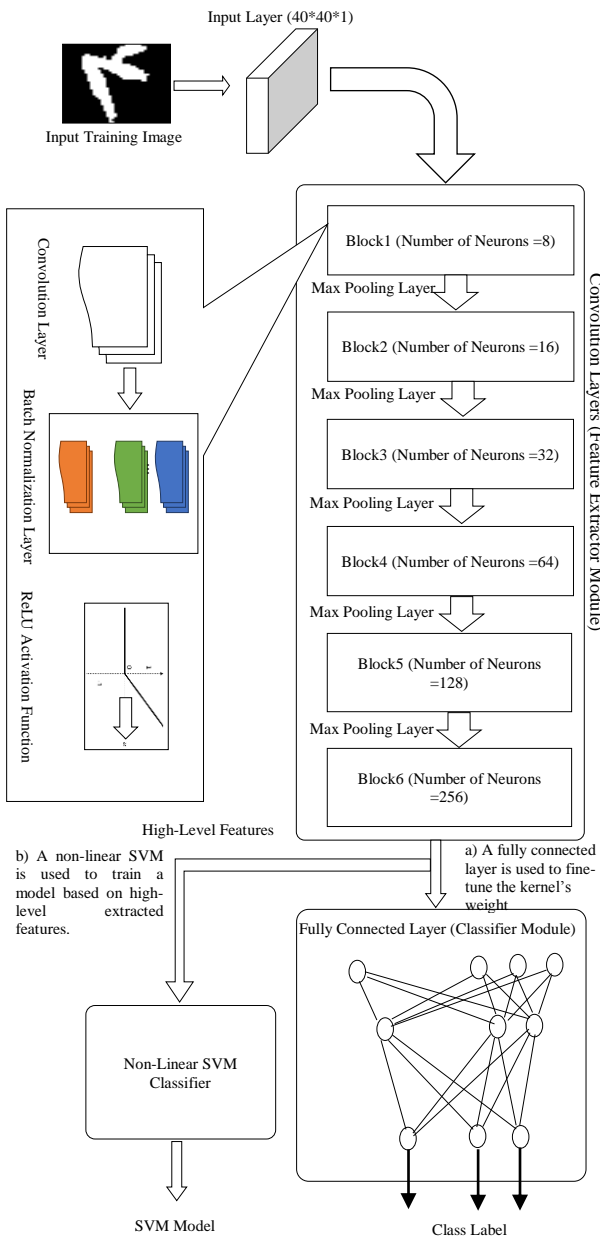 Input Layer (40*40*1)
Input Training Image
Convolution Layers (Feature Extractor Module)
Block1 (Number of Neurons =8)
Max Pooling Layer
Block2 (Number of Neurons =16)
Max Pooling Layer
Block3 (Number of Neurons =32)
Max Pooling Layer
Block4 (Number of Neurons =64)
Max Pooling Layer
Block5 (Number of Neurons
=128)
Max Pooling Layer
Block6 (Number of Neurons
=256)
Convolution Layer
Batch Normalization Layer
ReLU Activation Function
0
High-Level Features
b) A non-linear SVM
is used to train a
model based on high-
level extracted
features.
a) A fully connected
layer is used to fine-
tune the kernel's
weight
Fully Connected Layer (Classifier Module)
Non-Linear SVM
Classifier
SVM Model
Class Label